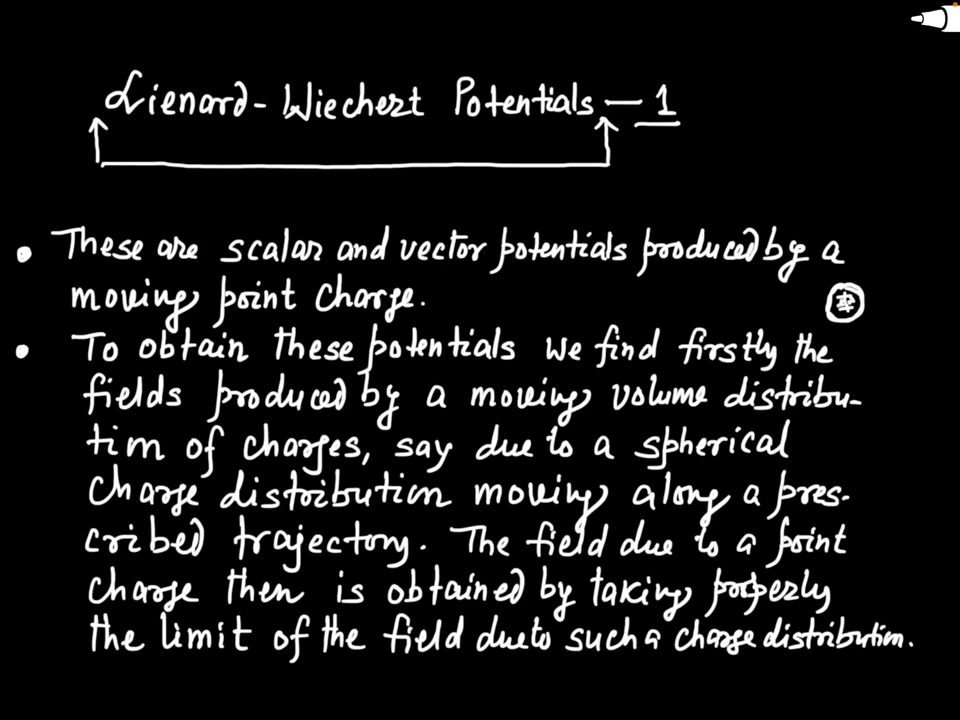 Lienard-Wiechert Potentials — 1
• These are scalar and vector potentials produced by a
moving point charge.
• To obtain these potentials we find firstly the
fields produced by a moving volume distribu-
tion of charges, say due to a spherical
charge distribution moving along a pres-
cribed trajectory. The field due to a point
charge then is obtained by taking properly
the limit of the field due to such a charge distribution.